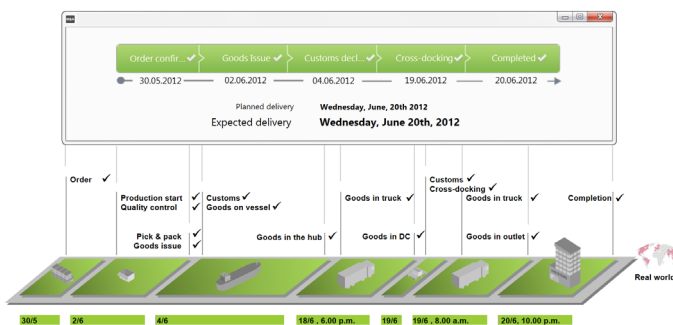 Order confir...
Goods Issue
Customs decl...
Cross-docking
Completed
30.05.2012
02.06.2012
04.06.2012
19.06.2012
20.06.2012
Planned delivery Wednesday, June, 20th 2012
Expected delivery Wednesday, June 20th, 2012
Order
Production start
Quality control
Pick & pack
Goods issue
Customs
Goods on vessel
Goods in the hub
Goods in truck
Goods in DC
Customs
Cross-docking
Goods in truck
Goods in outlet
Completion
Real world
30/5
2/6
4/6
18/6 , 6.00 p.m.
19/6
19/6 , 8.00 a.m.
20/6, 10.00 p.m.